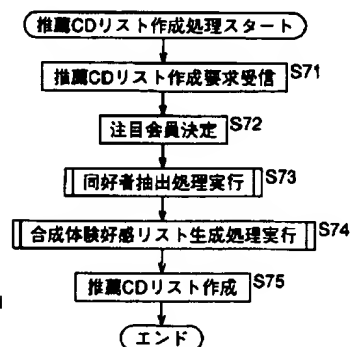 推薦CDリスト作成処理スタート
推薦CDリスト作成要求受信 S71
注目会員決定 S72
同好者抽出処理実行 S73
合成体験好感リスト生成処理実行 S74
推薦CDリスト作成 S75
エンド